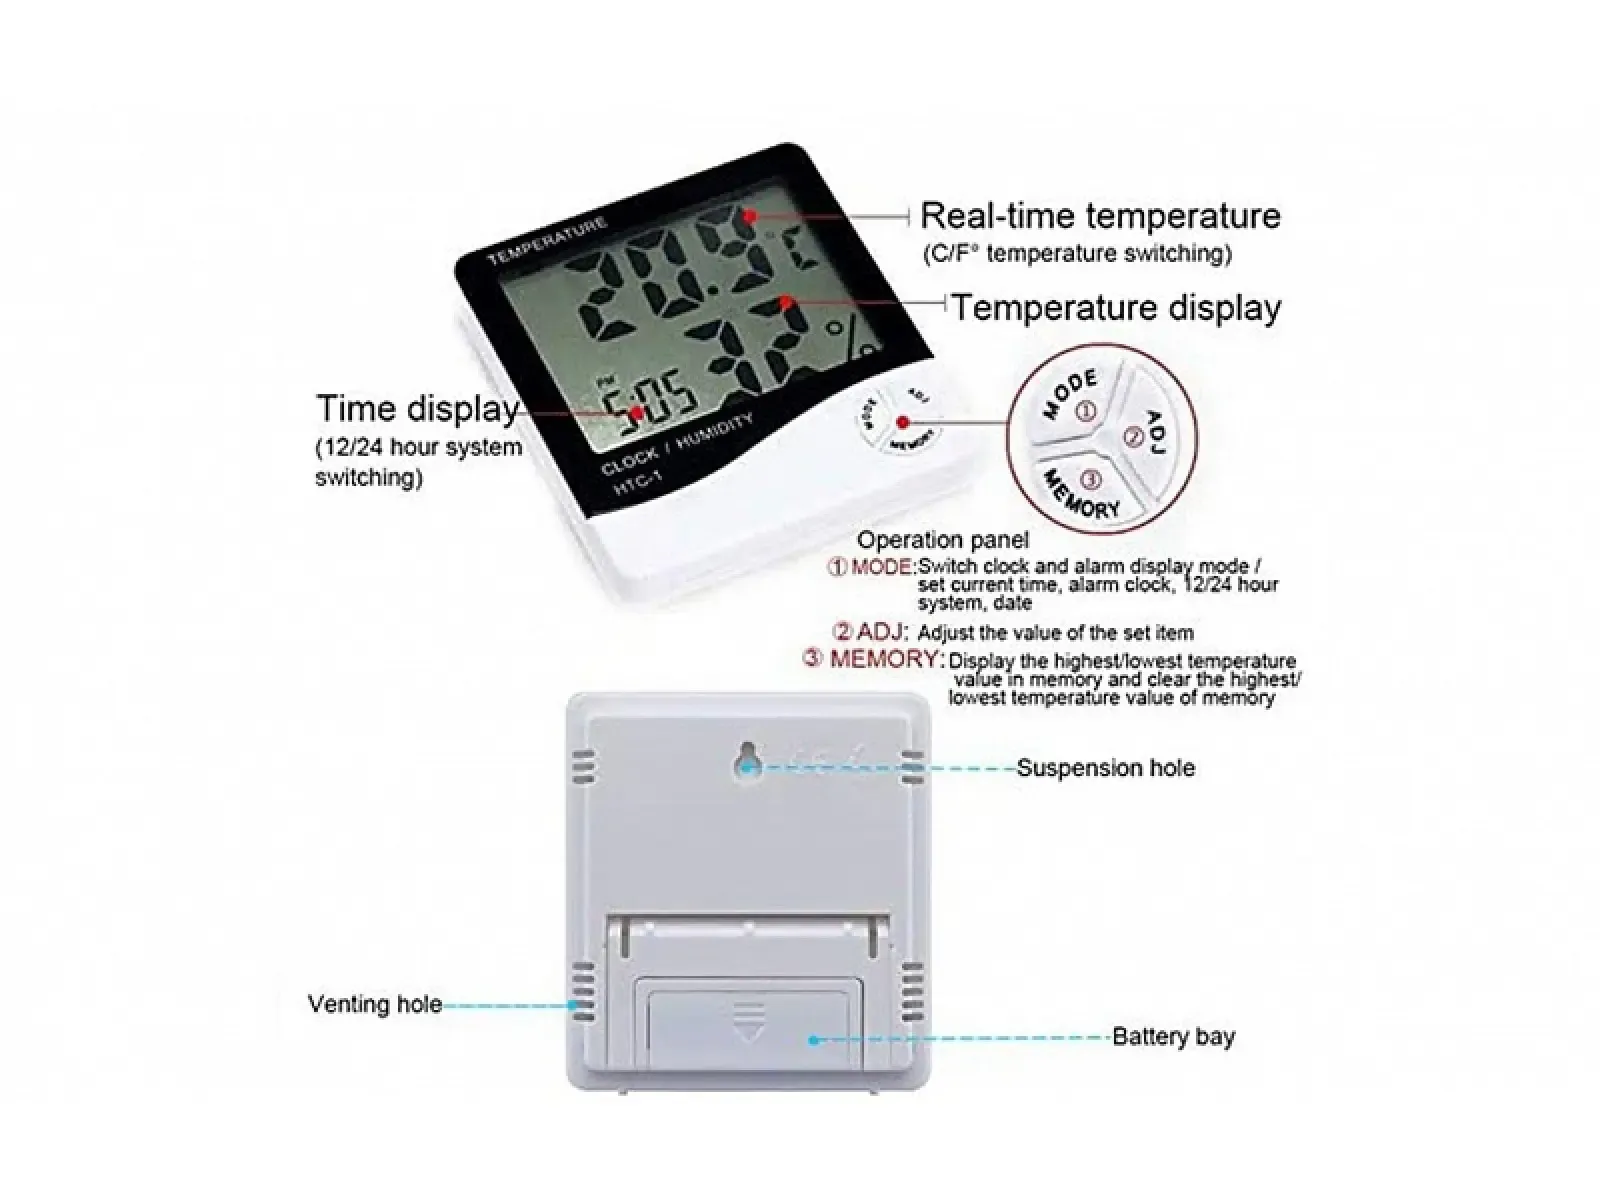 TEMPERATURE
20.9 °C
32 %
PM
5:05
CLOCK / HUMIDITY
HTC-1
MODE
ADJ
MEMORY
Real-time temperature
(C/F° temperature switching)
Temperature display
Time display
(12/24 hour system
switching)
MODE
①
ADJ
②
③
MEMORY
Operation panel
① MODE:Switch clock and alarm display mode /
set current time, alarm clock, 12/24 hour
system, date
② ADJ: Adjust the value of the set item
③ MEMORY:Display the highest/lowest temperature
value in memory and clear the highest/
lowest temperature value of memory
Suspension hole
Venting hole
Battery bay